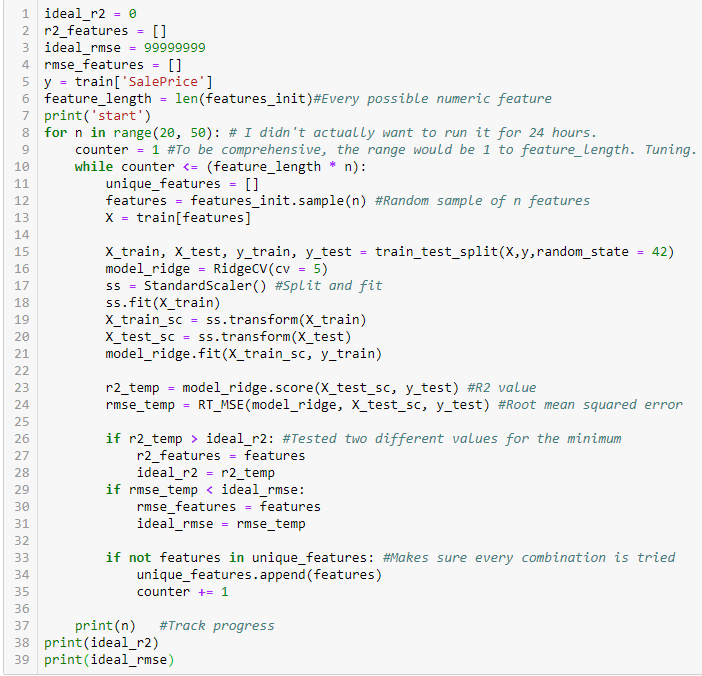 1 ideal_r2 = 0
2 r2_features = []
3 ideal_rmse = 99999999
4 rmse_features = []
5 y = train['SalePrice']
6 feature_length = len(features_init)#Every possible numeric feature
7 print('start')
8 for n in range(20, 50): # I didn't actually want to run it for 24 hours.
9     counter = 1 #To be comprehensive, the range would be 1 to feature_length. Tuning.
10     while counter <= (feature_length * n):
11         unique_features = []
12         features = features_init.sample(n) #Random sample of n features
13         X = train[features]
14
15         X_train, X_test, y_train, y_test = train_test_split(X,y,random_state = 42)
16         model_ridge = RidgeCV(cv = 5)
17         ss = StandardScaler() #Split and fit
18         ss.fit(X_train)
19         X_train_sc = ss.transform(X_train)
20         X_test_sc = ss.transform(X_test)
21         model_ridge.fit(X_train_sc, y_train)
22
23         r2_temp = model_ridge.score(X_test_sc, y_test) #R2 value
24         rmse_temp = RT_MSE(model_ridge, X_test_sc, y_test) #Root mean squared error
25
26         if r2_temp > ideal_r2: #Tested two different values for the minimum
27             r2_features = features
28             ideal_r2 = r2_temp
29         if rmse_temp < ideal_rmse:
30             rmse_features = features
31             ideal_rmse = rmse_temp
32
33         if not features in unique_features: #Makes sure every combination is tried
34             unique_features.append(features)
35             counter += 1
36
37     print(n)   #Track progress
38 print(ideal_r2)
39 print(ideal_rmse)